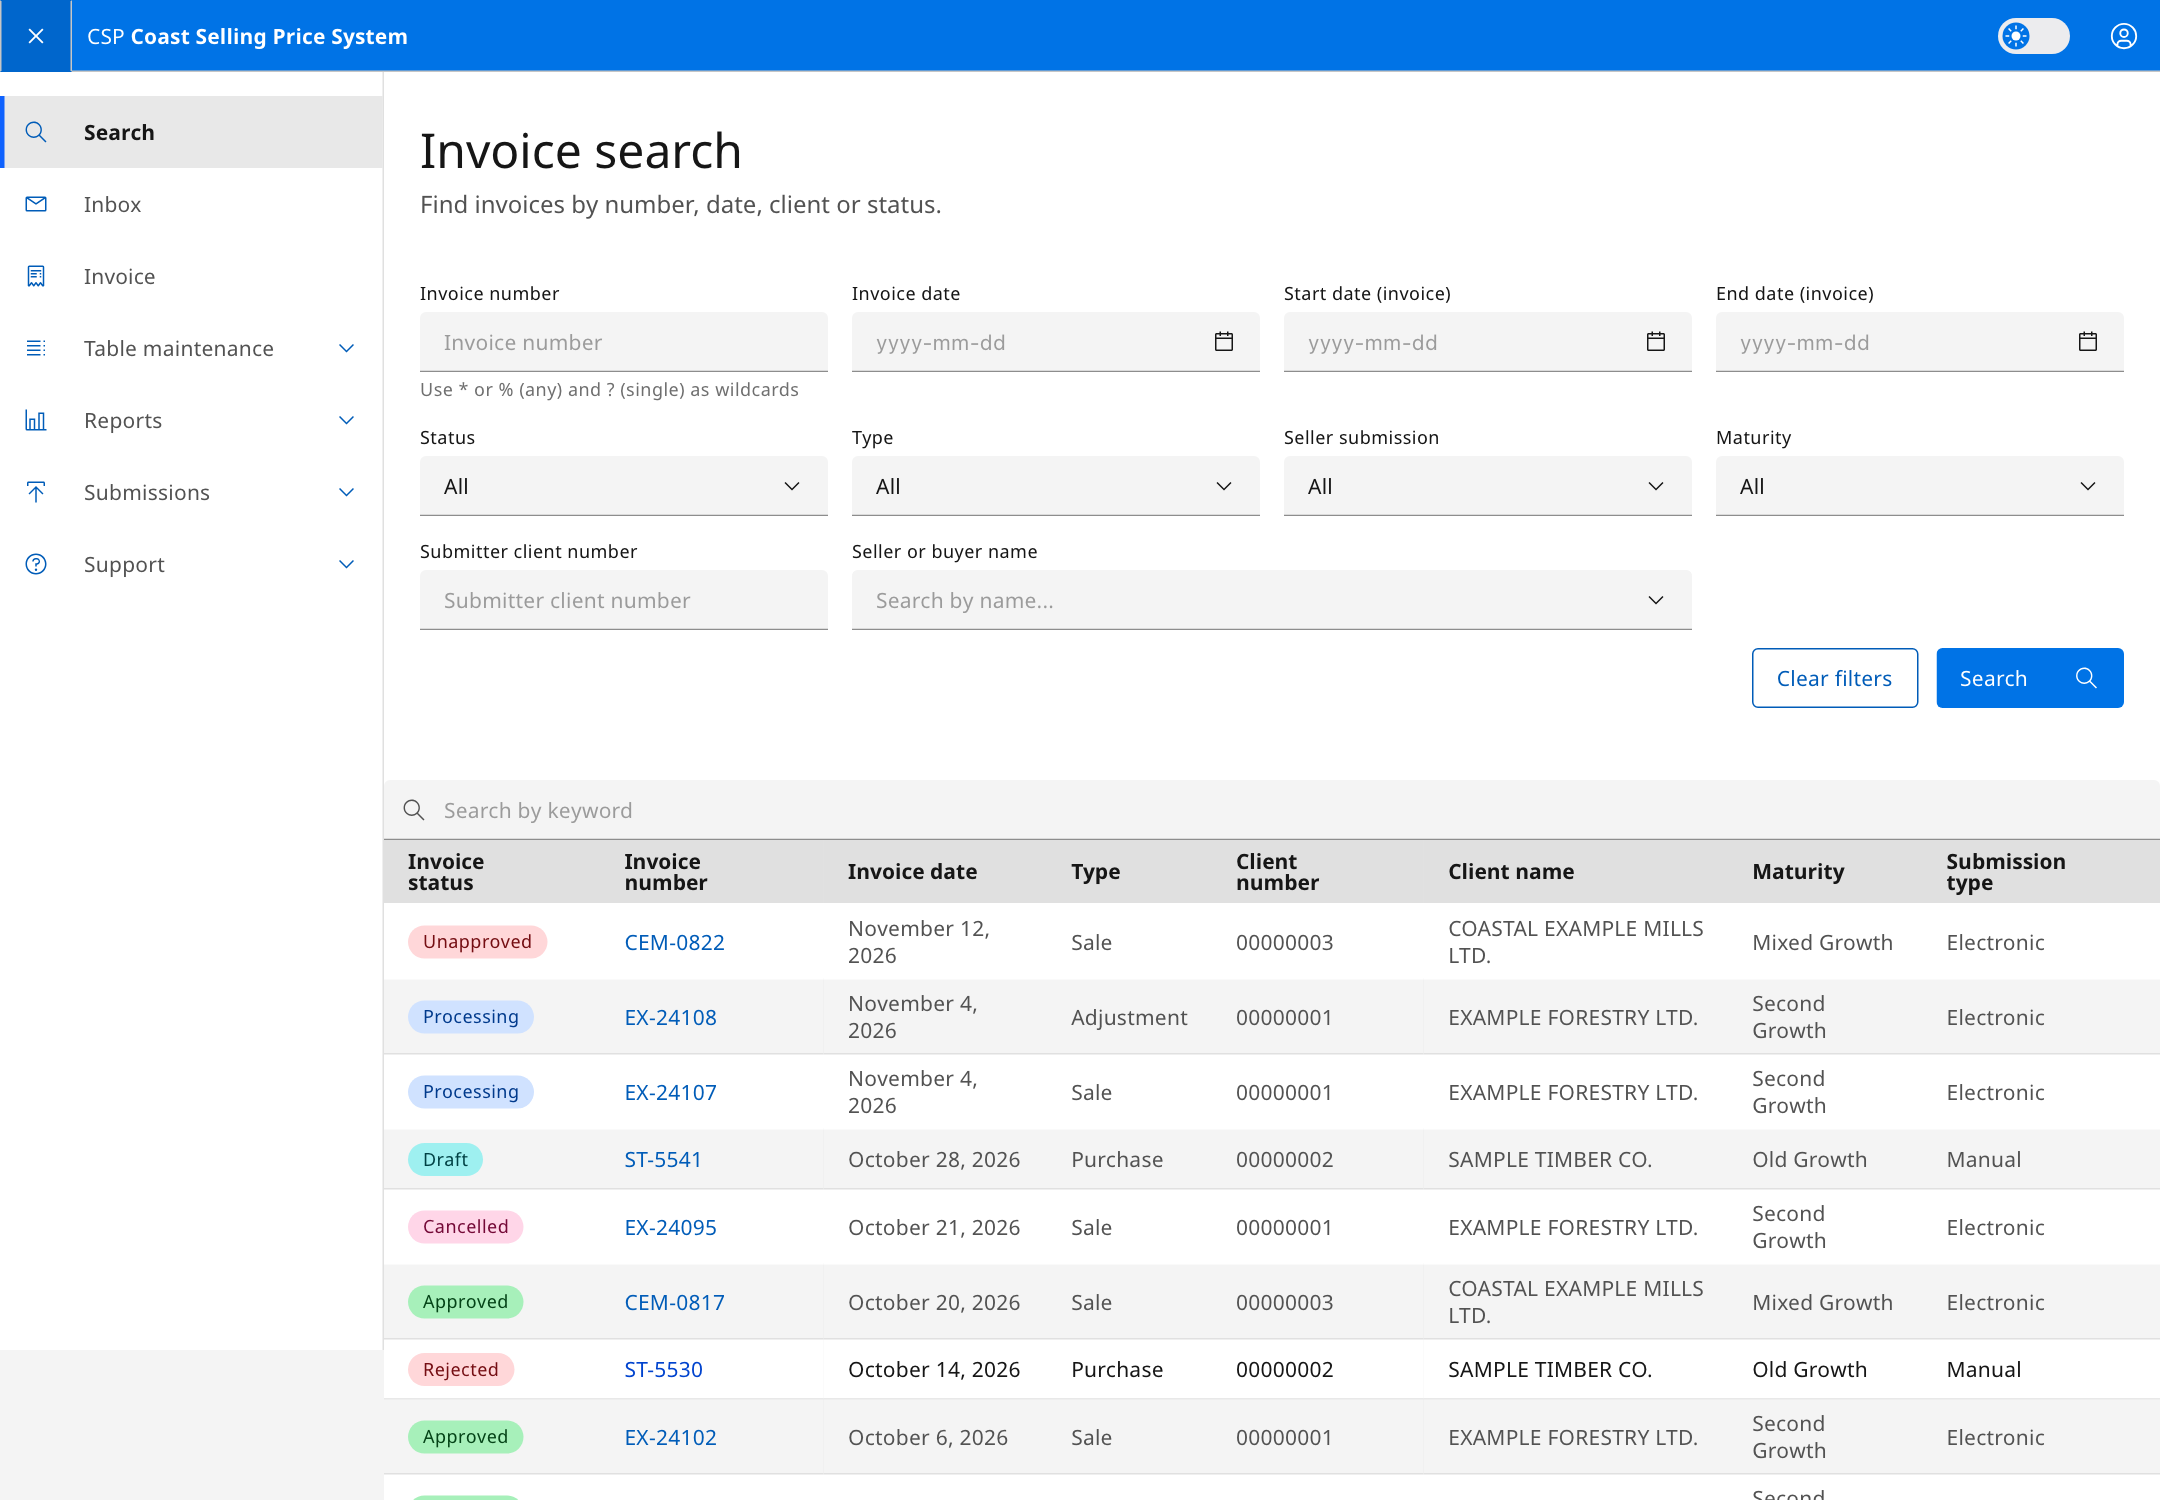 CSP Coast Selling Price System
Search
Inbox
Invoice
Table maintenance
Reports
Submissions
Support
Invoice search
Find invoices by number, date, client or status.
Invoice number
Invoice date
Start date (invoice)
End date (invoice)
Invoice number
yyyy-mm-dd
yyyy-mm-dd
yyyy-mm-dd
Use * or % (any) and ? (single) as wildcards
Status
Type
Seller submission
Maturity
All
All
All
All
Submitter client number
Seller or buyer name
Submitter client number
Search by name...
Clear filters
Search
Search by keyword
Invoice status
Invoice number
Invoice date
Type
Client number
Client name
Maturity
Submission type
Unapproved CEM-0822 November 12, 2026 Sale 00000003 COASTAL EXAMPLE MILLS LTD. Mixed Growth Electronic
Processing EX-24108 November 4, 2026 Adjustment 00000001 EXAMPLE FORESTRY LTD. Second Growth Electronic
Processing EX-24107 November 4, 2026 Sale 00000001 EXAMPLE FORESTRY LTD. Second Growth Electronic
Draft ST-5541 October 28, 2026 Purchase 00000002 SAMPLE TIMBER CO. Old Growth Manual
Cancelled EX-24095 October 21, 2026 Sale 00000001 EXAMPLE FORESTRY LTD. Second Growth Electronic
Approved CEM-0817 October 20, 2026 Sale 00000003 COASTAL EXAMPLE MILLS LTD. Mixed Growth Electronic
Rejected ST-5530 October 14, 2026 Purchase 00000002 SAMPLE TIMBER CO. Old Growth Manual
Approved EX-24102 October 6, 2026 Sale 00000001 EXAMPLE FORESTRY LTD. Second Growth Electronic
Second